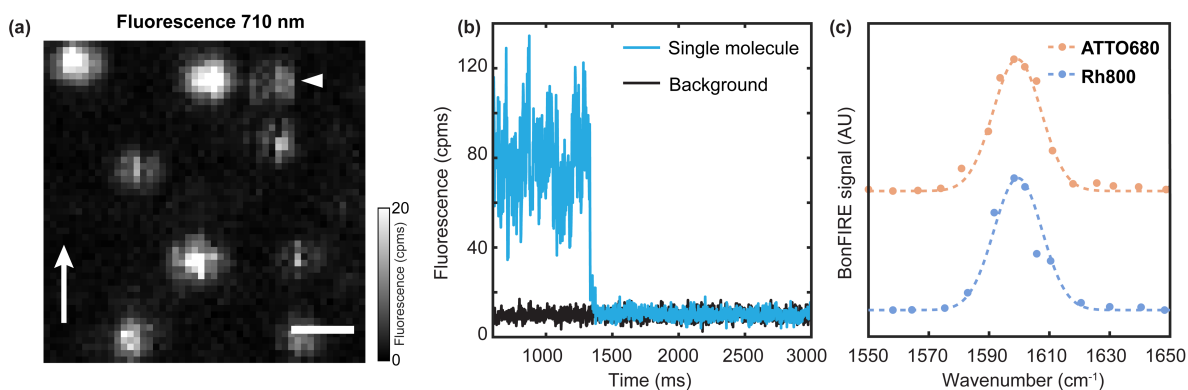 (a)
Fluorescence 710 nm
20
Fluorescence (cpms)
0
(b)
Single molecule
Background
120
80
40
0
Fluorescence (cpms)
1000 1500 2000 2500 3000
Time (ms)
(c)
ATTO680
Rh800
BonFIRE signal (AU)
1550 1570 1590 1610 1630 1650
Wavenumber (cm⁻¹)